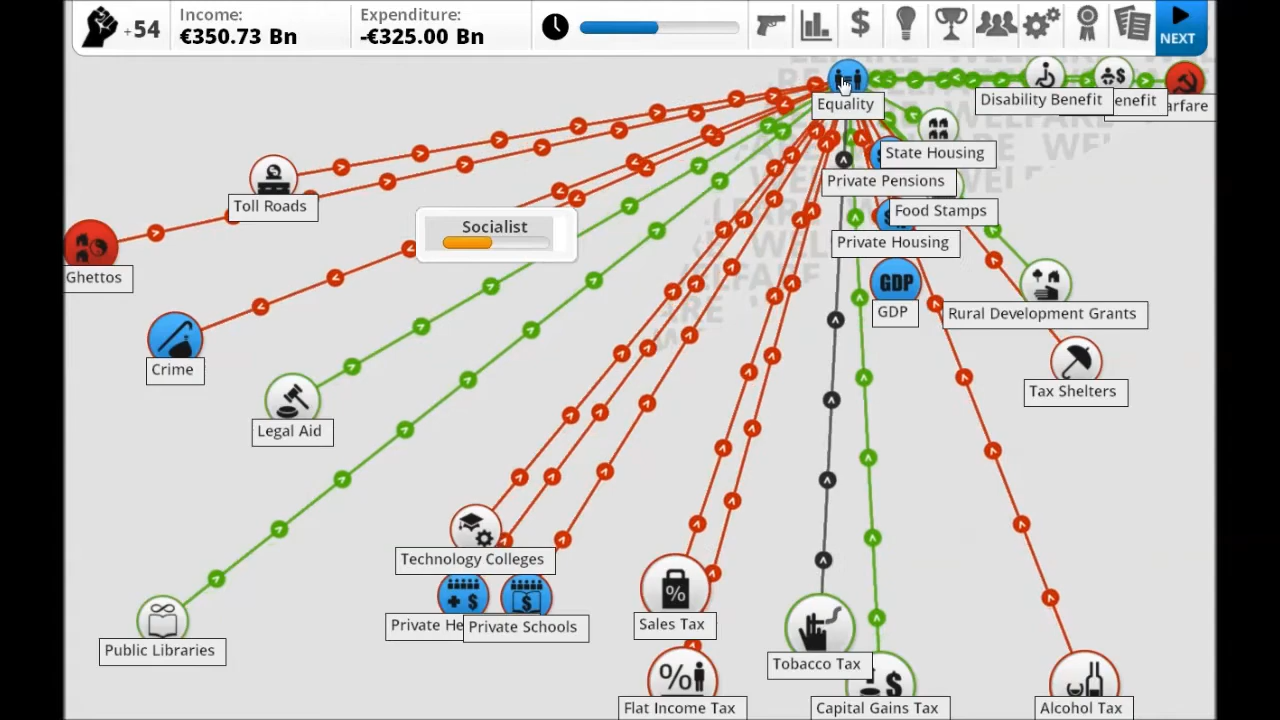 +54
Income:
€350.73 Bn
Expenditure:
-€325.00 Bn
NEXT
Equality
Disability Benefit
enefit
arfare
State Housing
Private Pensions
Food Stamps
Private Housing
Toll Roads
Socialist
Ghettos
GDP
GDP
Rural Development Grants
Crime
Tax Shelters
Legal Aid
Technology Colleges
Private He
Private Schools
Sales Tax
Public Libraries
Tobacco Tax
Flat Income Tax
Capital Gains Tax
Alcohol Tax
WELFARE